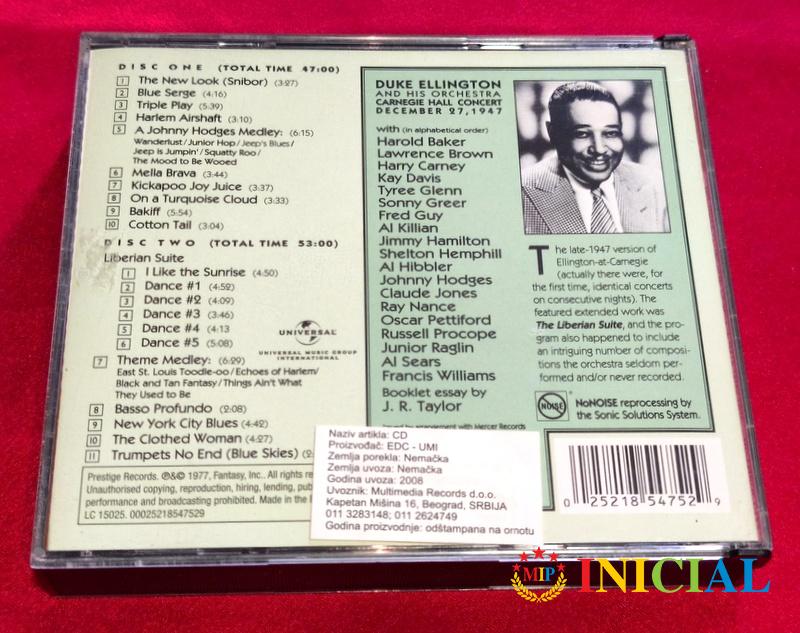 DISC ONE (TOTAL TIME 47:00)
1 The New Look (Snibor) (3:27)
2 Blue Serge (4:16)
3 Triple Play (5:39)
4 Harlem Airshaft (3:10)
5 A Johnny Hodges Medley: (6:15)
Wanderlust/Junior Hop/Jeep's Blues/
Jeep is Jumpin'/Squatty Roo/
The Mood to Be Wooed
6 Mella Brava (3:44)
7 Kickapoo Joy Juice (3:37)
8 On a Turquoise Cloud (3:33)
9 Bakiff (5:54)
10 Cotton Tail (3:04)
DISC TWO (TOTAL TIME 53:00)
Liberian Suite
1 I Like the Sunrise (4:50)
2 Dance #1 (4:52)
3 Dance #2 (4:09)
4 Dance #3 (3:46)
5 Dance #4 (4:13
6 Dance #5 (5:08)
7 Theme Medley: (6:29)
East St. Louis Toodle-oo/Echoes of Harlem/
Black and Tan Fantasy/Things Ain't What
They Used to Be
8 Basso Profundo (2:08)
9 New York City Blues (4:42)
10 The Clothed Woman (4:27)
11 Trumpets No End (Blue Skies)
UNIVERSAL
UNIVERSAL MUSIC GROUP
INTERNATIONAL
Prestige Records. ℗&© 1977, Fantasy, Inc.. All rights
Unauthorised copying, reproduction, hiring, lending,
performance and broadcasting prohibited. Made in the
LC 15025. 00025218547529
DUKE ELLINGTON
AND HIS ORCHESTRA
CARNEGIE HALL CONCERT
DECEMBER 27, 1947
with (in alphabetical order)
Harold Baker
Lawrence Brown
Harry Carney
Kay Davis
Tyree Glenn
Sonny Greer
Fred Guy
Al Killian
Jimmy Hamilton
Shelton Hemphill
Al Hibbler
Johnny Hodges
Claude Jones
Ray Nance
Oscar Pettiford
Russell Procope
Junior Raglin
Al Sears
Francis Williams
Booklet essay by
J. R. Taylor
Issued by arrangement with Mercer Records
The late-1947 version of
Ellington-at-Carnegie
(actually there were, for
the first time, identical concerts
on consecutive nights). The
featured extended work was
The Liberian Suite, and the pro-
gram also happened to include
an intriguing number of composi-
tions the orchestra seldom per-
formed and/or never recorded.
NOISE
NoNOISE reprocessing by
the Sonic Solutions System.
Naziv artikla: CD
Proizvođač: EDC - UMI
Zemlja porekla: Nemačka
Zemlja uvoza: Nemačka
Godina uvoza: 2008
Uvoznik: Multimedia Records d.o.o.
Kapetan Mišina 16, Beograd, SRBIJA
011 3283148; 011 2624749
Godina proizvodnje: odštampana na omotu
0 25218 54752 9
MIP INICIAL